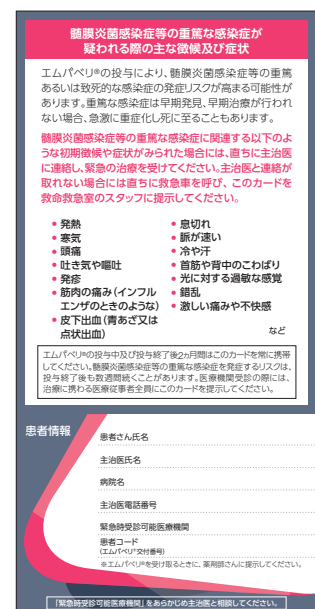 髄膜炎菌感染症等の重篤な感染症が
疑われる際の主な徴候及び症状
エムパベリ®の投与により、髄膜炎菌感染症等の重篤
あるいは致死的な感染症の発症リスクが高まる可能性が
あります。重篤な感染症は早期発見、早期治療が行われ
ない場合、急激に重症化し死に至ることもあります。
髄膜炎菌感染症等の重篤な感染症に関連する以下のよ
うな初期徴候や症状がみられた場合には、直ちに主治医
に連絡し、緊急の治療を受けてください。主治医と連絡が
取れない場合には直ちに救急車を呼び、このカードを
救命救急室のスタッフに提示してください。
• 発熱
• 寒気
• 頭痛
• 吐き気や嘔吐
• 発疹
• 筋肉の痛み(インフル
エンザのときのような)
• 皮下出血(青あざ又は
点状出血)
• 息切れ
• 脈が速い
• 冷や汗
• 首筋や背中のこわばり
• 光に対する過敏な感覚
• 錯乱
• 激しい痛みや不快感
など
エムパベリ®の投与中及び投与終了後2ヵ月間はこのカードを常に携帯
してください。髄膜炎菌感染症等の重篤な感染症を発症するリスクは、
投与終了後も数週間続くことがあります。医療機関受診の際には、
治療に携わる医療従事者全員にこのカードを提示してください。
患者情報
患者さん氏名
主治医氏名
病院名
主治医電話番号
緊急時受診可能医療機関
患者コード
(エムパベリ®交付番号)
※エムパベリ®を受け取るときに、薬剤師さんに提示してください。
「緊急時受診可能医療機関」をあらかじめ主治医と相談してください。